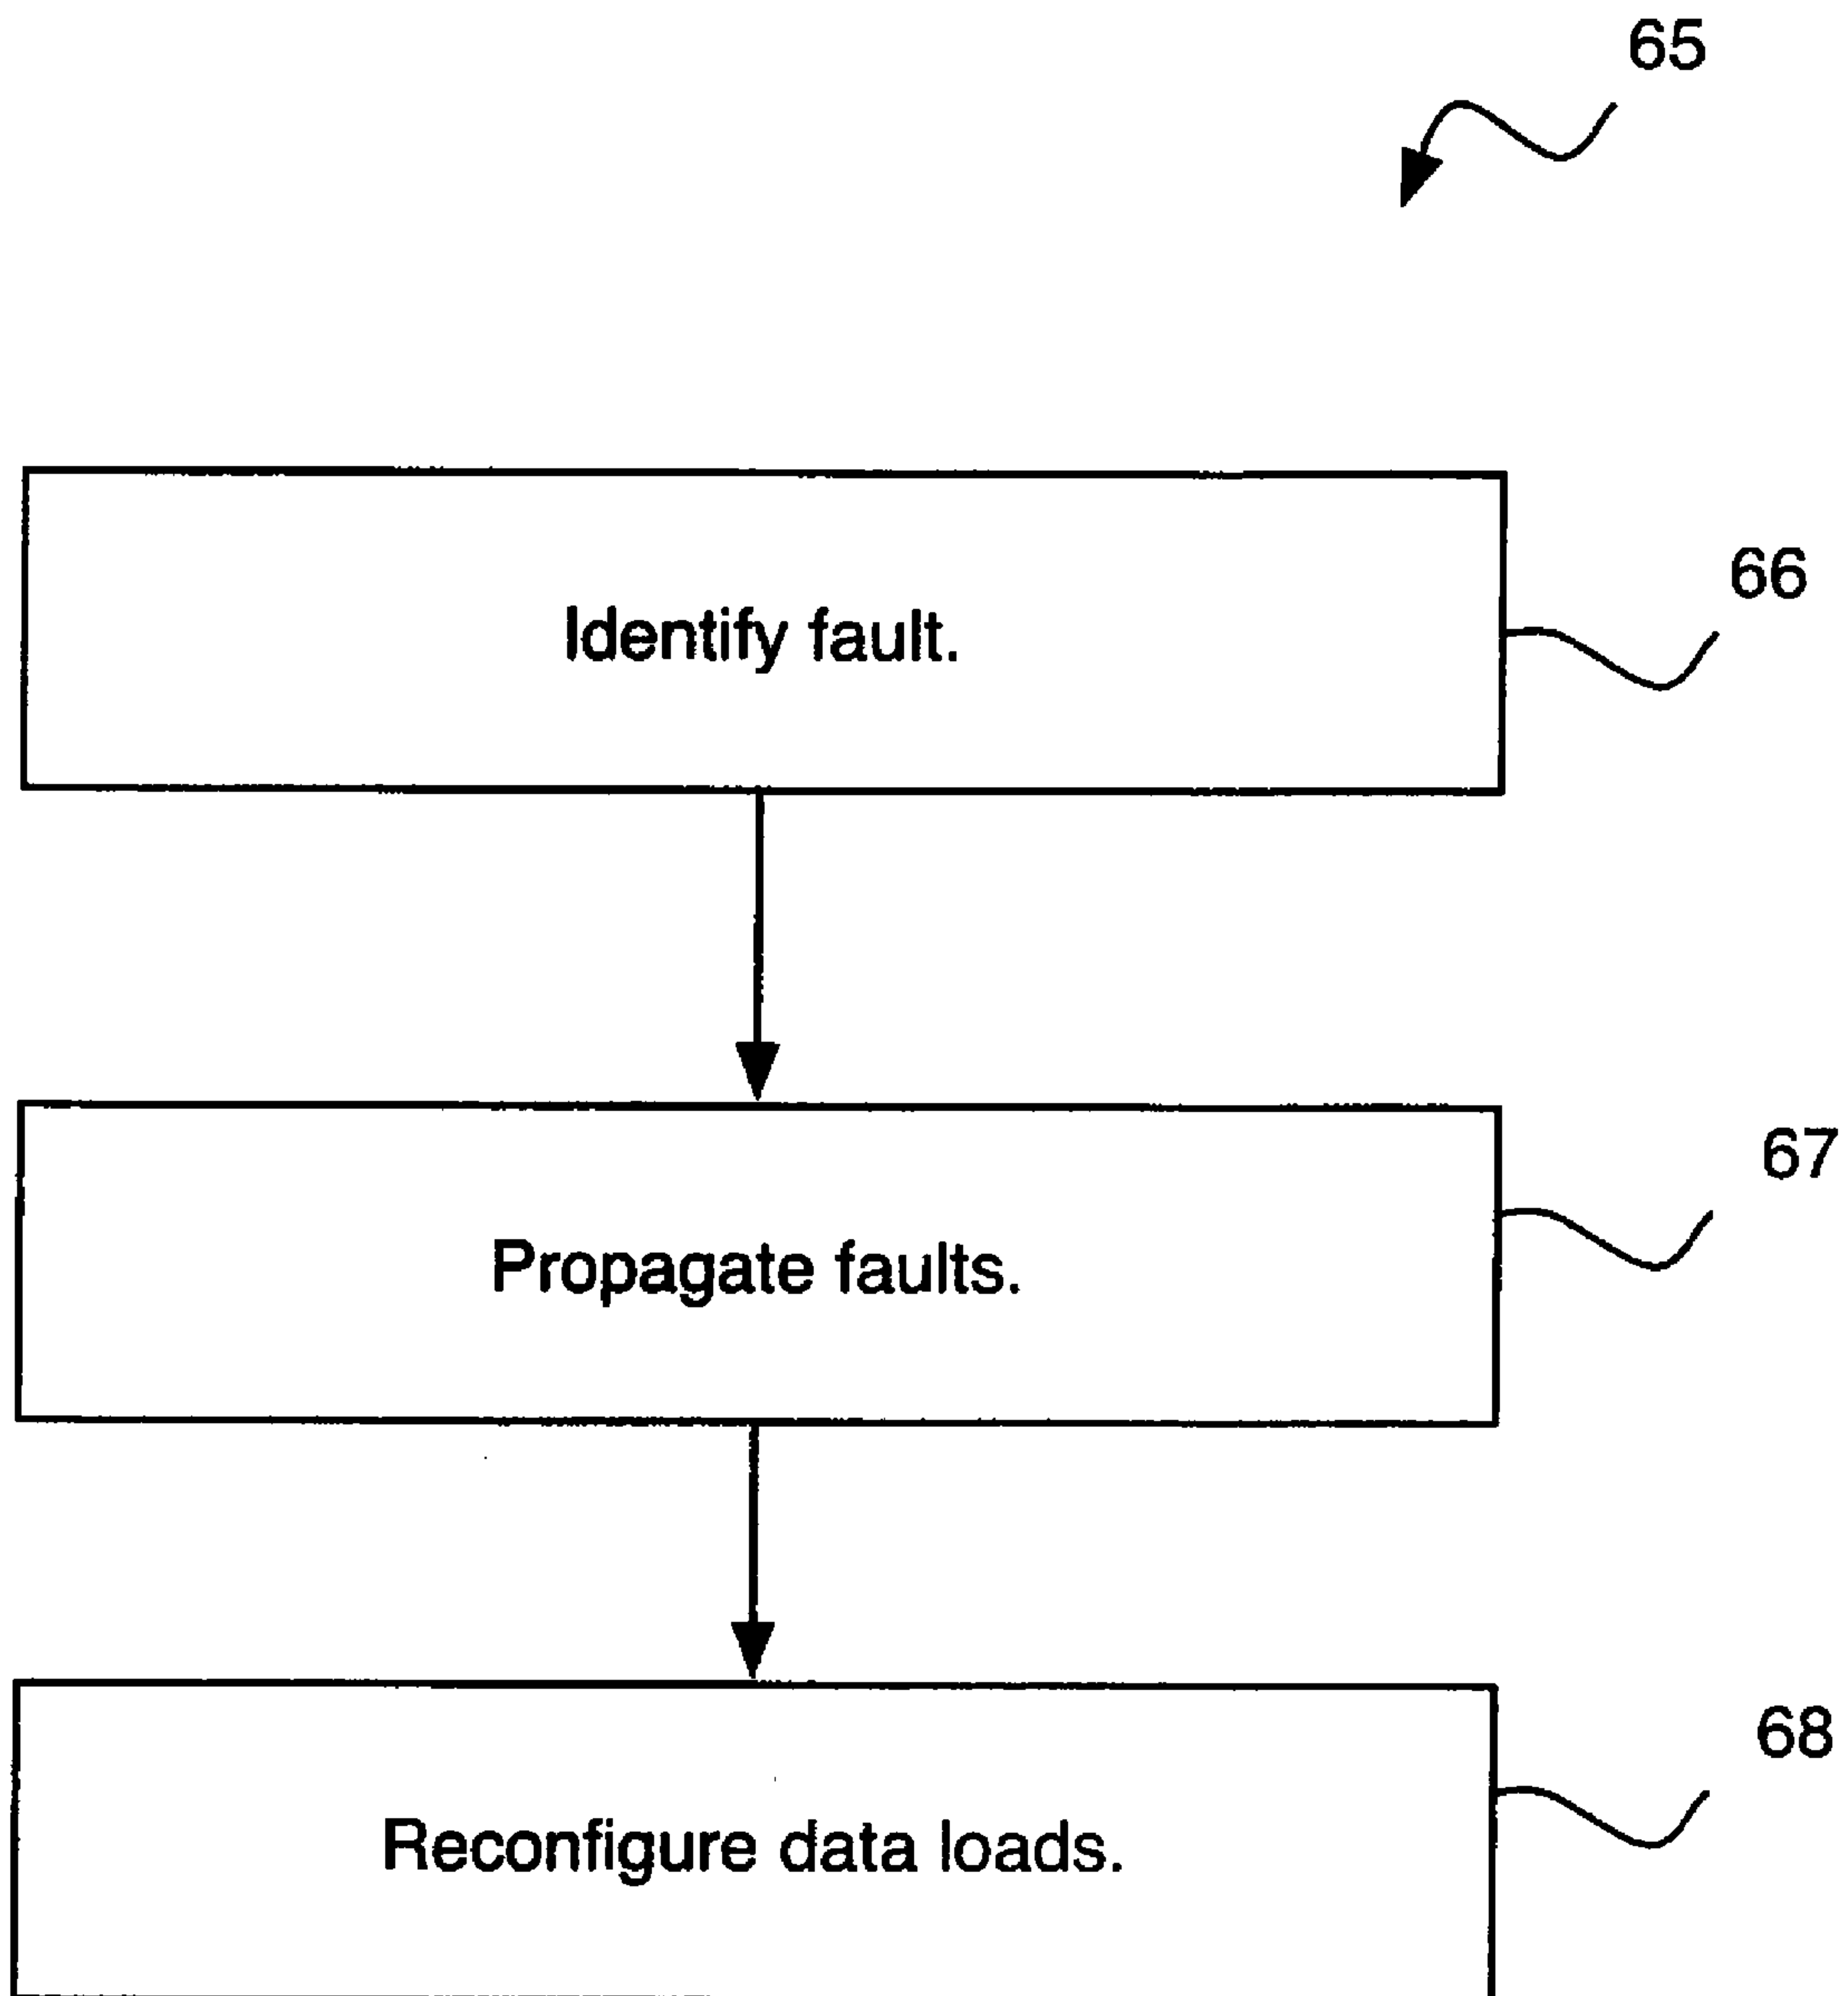 65
66
Identify fault.
67
Propagate faults.
68
Reconfigure data loads.